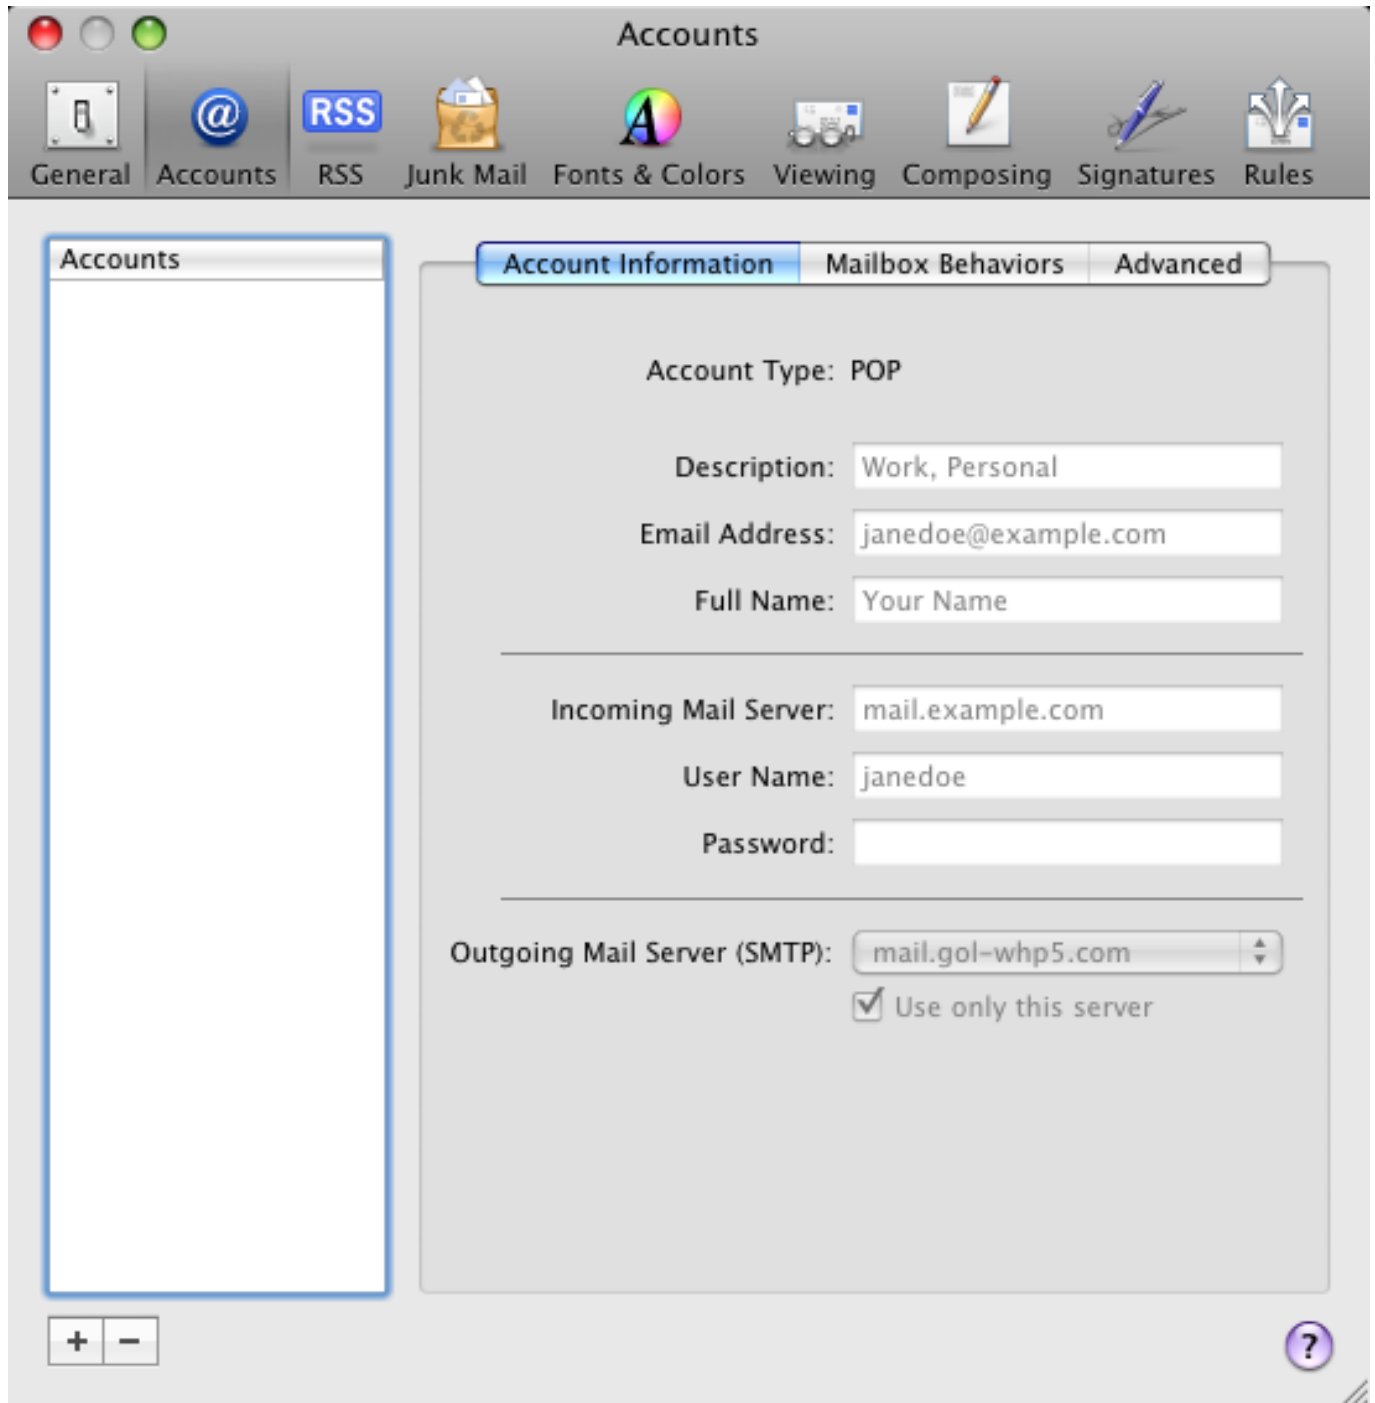 Accounts
RSS
General Accounts RSS Junk Mail Fonts & Colors Viewing Composing Signatures Rules
Accounts
Account Information Mailbox Behaviors Advanced
Account Type: POP
Description: Work, Personal
Email Address: janedoe@example.com
Full Name: Your Name
Incoming Mail Server: mail.example.com
User Name: janedoe
Password:
Outgoing Mail Server (SMTP): mail.gol-whp5.com
Use only this server